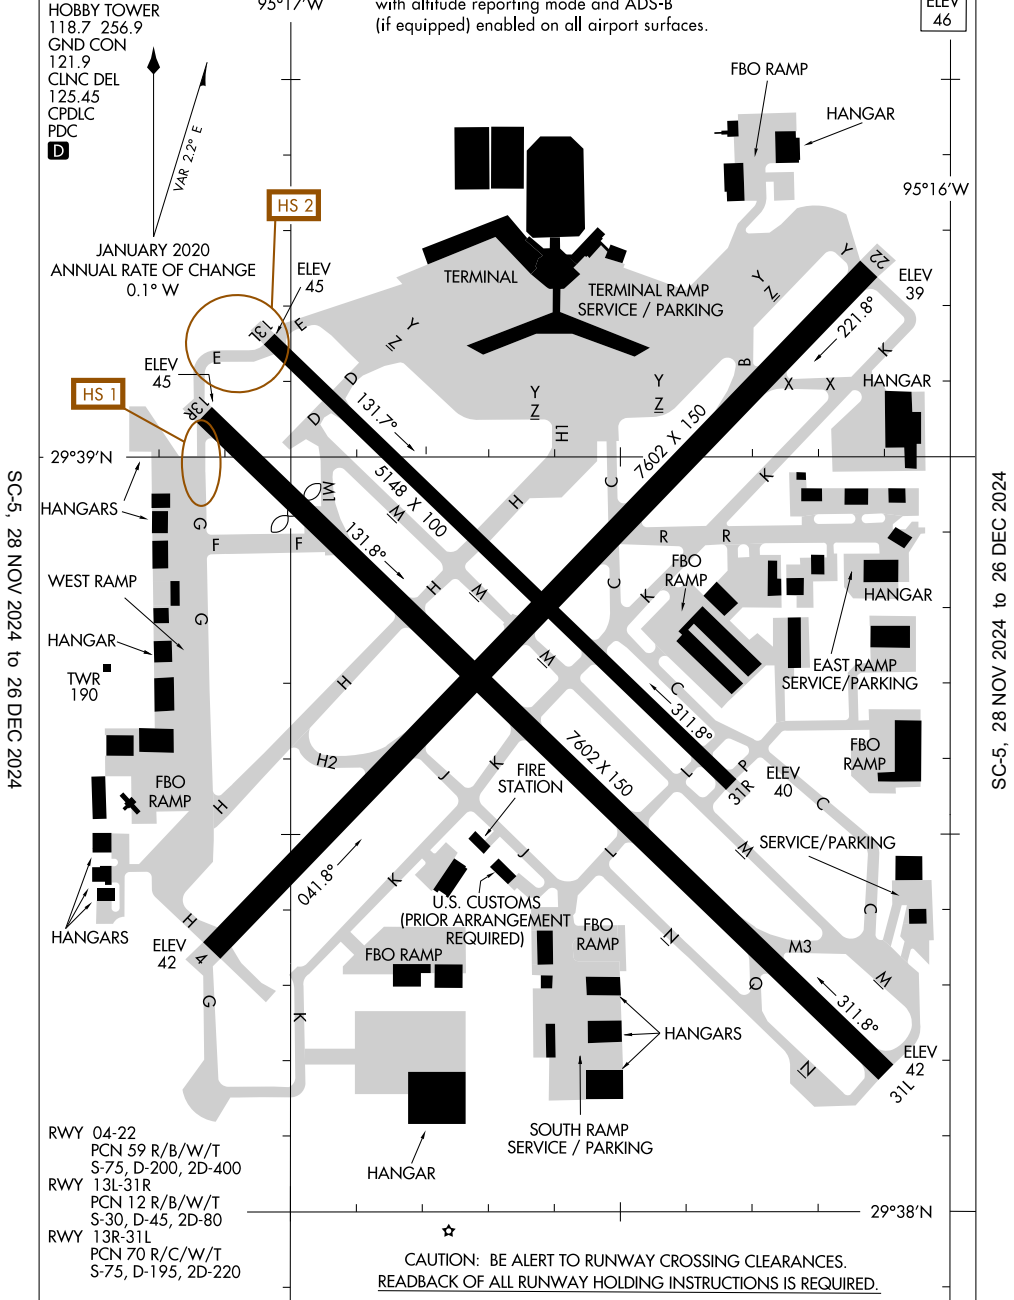 HOBBY TOWER
118.7 256.9
GND CON
121.9
CLNC DEL
125.45
CPDLC
PDC
D
95°17'W
with altitude reporting mode and ADS-B
(if equipped) enabled on all airport surfaces.
ELEV
46
VAR 2.2° E
JANUARY 2020
ANNUAL RATE OF CHANGE
0.1° W
HS 2
HS 1
FBO RAMP
HANGAR
95°16'W
TERMINAL
TERMINAL RAMP
SERVICE / PARKING
ELEV
45
ELEV
45
ELEV
39
13L
13R
22
E
E
Y
Z
Y
Z
Y
Z
Y
Z
Y
D
D
B
K
X
X
221.8°
131.7°
7602 X 150
5148 X 100
131.8°
HANGAR
29°39'N
HANGARS
H1
H
C
K
M1
M
G
F
F
R
R
H
M
C
K
FBO
RAMP
WEST RAMP
G
HANGAR
HANGAR
TWR
190
M
EAST RAMP
SERVICE/PARKING
H
C
311.8°
7602 X 150
H2
J
K
FIRE
STATION
L
P
31R
ELEV
40
FBO
RAMP
FBO
RAMP
H
C
SERVICE/PARKING
M
041.8°
K
J
L
U.S. CUSTOMS
(PRIOR ARRANGEMENT
REQUIRED)
FBO
RAMP
HANGARS
H
ELEV
42
4
FBO RAMP
N
C
M3
M
Q
G
K
311.8°
HANGARS
N
ELEV
42
31L
SOUTH RAMP
SERVICE / PARKING
HANGAR
RWY 04-22
PCN 59 R/B/W/T
S-75, D-200, 2D-400
RWY 13L-31R
PCN 12 R/B/W/T
S-30, D-45, 2D-80
RWY 13R-31L
PCN 70 R/C/W/T
S-75, D-195, 2D-220
29°38'N
CAUTION: BE ALERT TO RUNWAY CROSSING CLEARANCES.
READBACK OF ALL RUNWAY HOLDING INSTRUCTIONS IS REQUIRED.
SC-5, 28 NOV 2024 to 26 DEC 2024
SC-5, 28 NOV 2024 to 26 DEC 2024